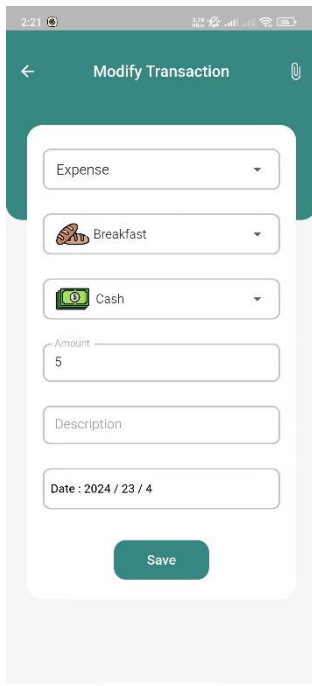 2:21
Modify Transaction
Expense
Breakfast
Cash
Amount
5
Description
Date : 2024 / 23 / 4
Save